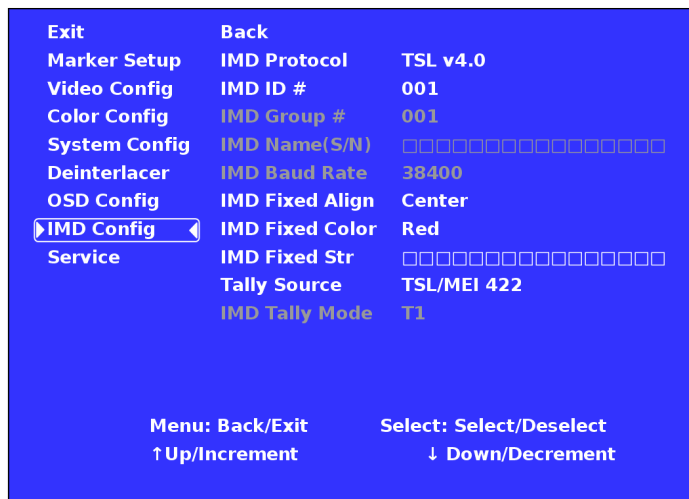 Exit Back
Marker Setup IMD Protocol TSL v4.0
Video Config IMD ID # 001
Color Config IMD Group # 001
System Config IMD Name(S/N) □□□□□□□□□□□□□□□□
Deinterlacer IMD Baud Rate 38400
OSD Config IMD Fixed Align Center
IMD Config IMD Fixed Color Red
Service IMD Fixed Str □□□□□□□□□□□□□□□□
Tally Source TSL/MEI 422
IMD Tally Mode T1
Menu: Back/Exit Select: Select/Deselect
↑Up/Increment ↓ Down/Decrement